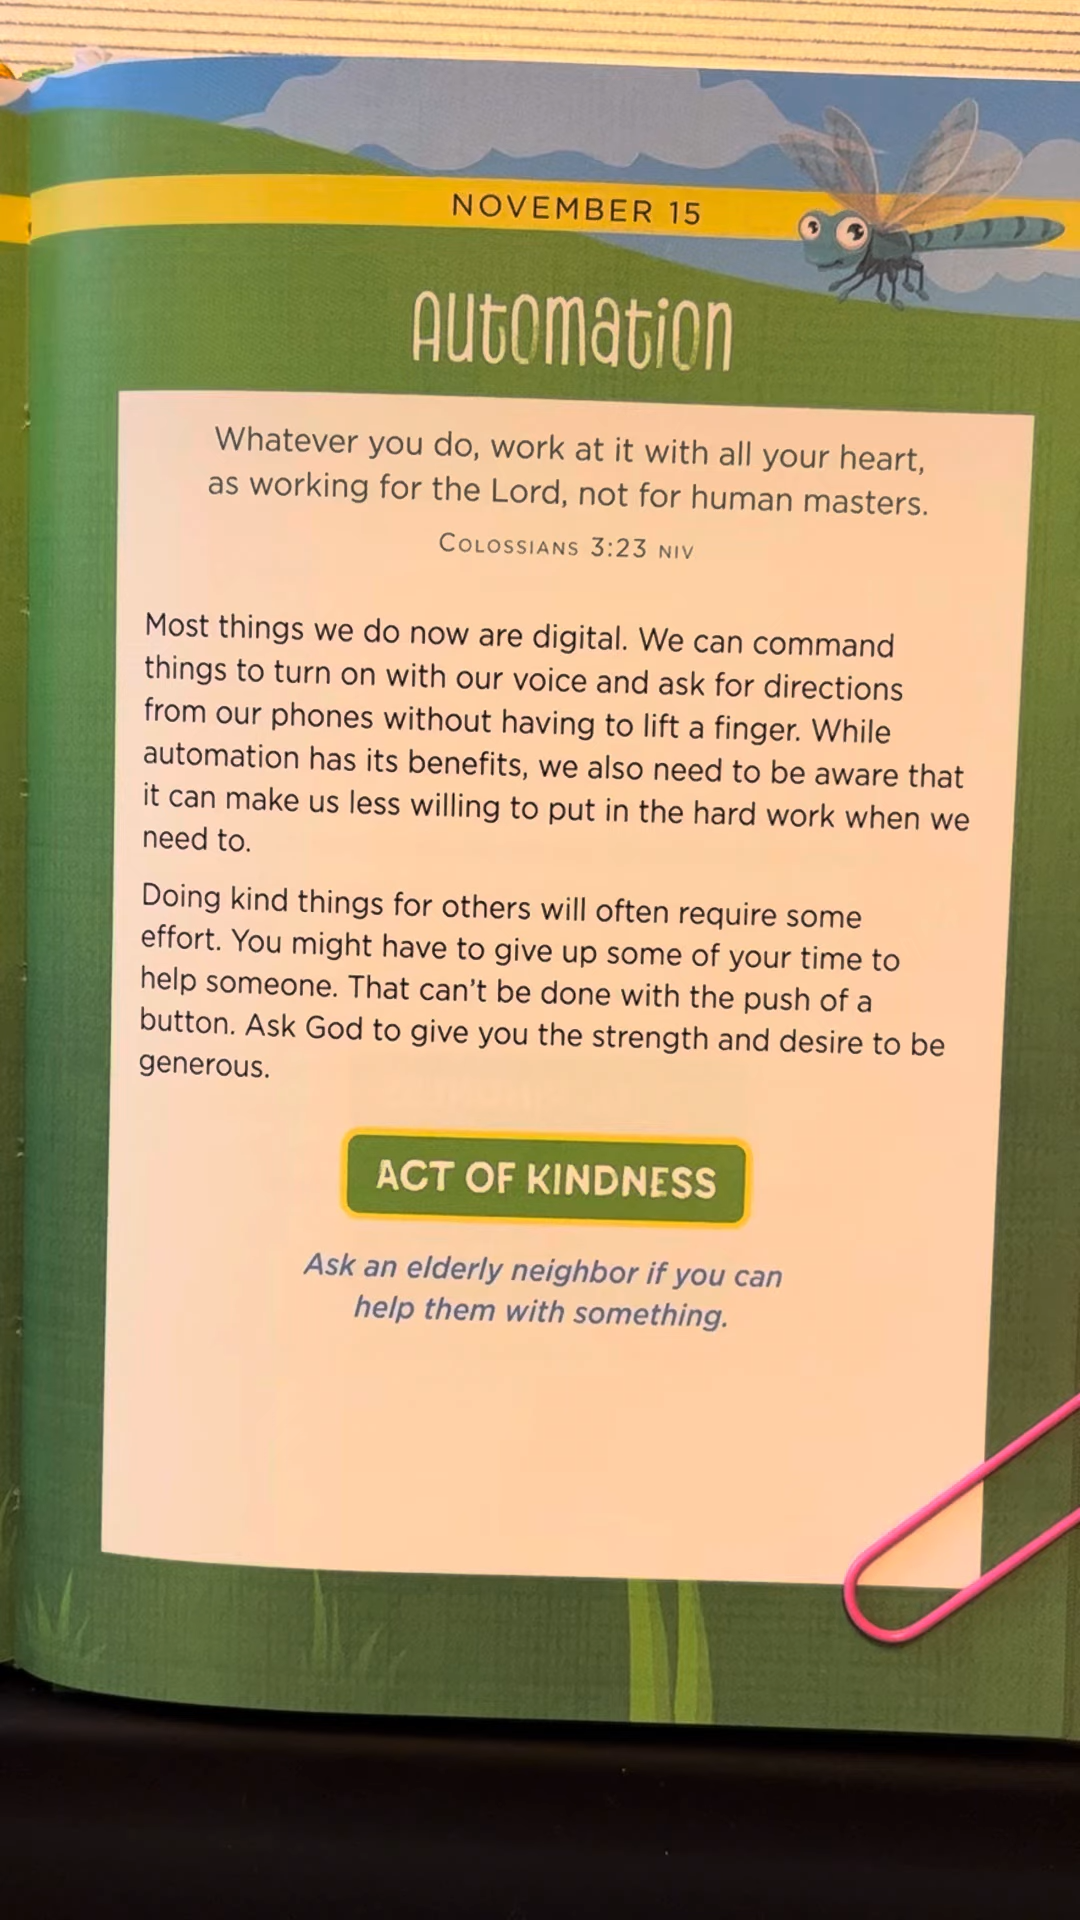 NOVEMBER 15
Automation
Whatever you do, work at it with all your heart,
as working for the Lord, not for human masters.
Colossians 3:23 NIV
Most things we do now are digital. We can command
things to turn on with our voice and ask for directions
from our phones without having to lift a finger. While
automation has its benefits, we also need to be aware that
it can make us less willing to put in the hard work when we
need to.
Doing kind things for others will often require some
effort. You might have to give up some of your time to
help someone. That can't be done with the push of a
button. Ask God to give you the strength and desire to be
generous.
ACT OF KINDNESS
Ask an elderly neighbor if you can
help them with something.